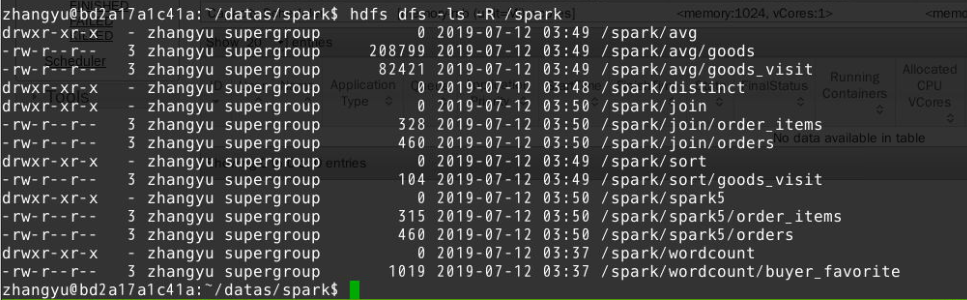 zhangyu@bd2a17a1c41a:~/datas/spark$ hdfs dfs -ls -R /spark
drwxr-xr-x   - zhangyu supergroup          0 2019-07-12 03:49 /spark/avg
-rw-r--r--   3 zhangyu supergroup     208799 2019-07-12 03:49 /spark/avg/goods
-rw-r--r--   3 zhangyu supergroup      82421 2019-07-12 03:49 /spark/avg/goods_visit
drwxr-xr-x   - zhangyu supergroup          0 2019-07-12 03:48 /spark/distinct
drwxr-xr-x   - zhangyu supergroup          0 2019-07-12 03:50 /spark/join
-rw-r--r--   3 zhangyu supergroup        328 2019-07-12 03:50 /spark/join/order_items
-rw-r--r--   3 zhangyu supergroup        460 2019-07-12 03:50 /spark/join/orders
drwxr-xr-x   - zhangyu supergroup          0 2019-07-12 03:49 /spark/sort
-rw-r--r--   3 zhangyu supergroup        104 2019-07-12 03:49 /spark/sort/goods_visit
drwxr-xr-x   - zhangyu supergroup          0 2019-07-12 03:50 /spark/spark5
-rw-r--r--   3 zhangyu supergroup        315 2019-07-12 03:50 /spark/spark5/order_items
-rw-r--r--   3 zhangyu supergroup        460 2019-07-12 03:50 /spark/spark5/orders
drwxr-xr-x   - zhangyu supergroup          0 2019-07-12 03:37 /spark/wordcount
-rw-r--r--   3 zhangyu supergroup       1019 2019-07-12 03:37 /spark/wordcount/buyer_favorite
zhangyu@bd2a17a1c41a:~/datas/spark$
FINISHED
FAILED
Scheduler
Tools
<memory:1024, vCores:1>
entries
Application
Type
FinalStatus
Running
Containers
Allocated
CPU
VCores
No data available in table
entries